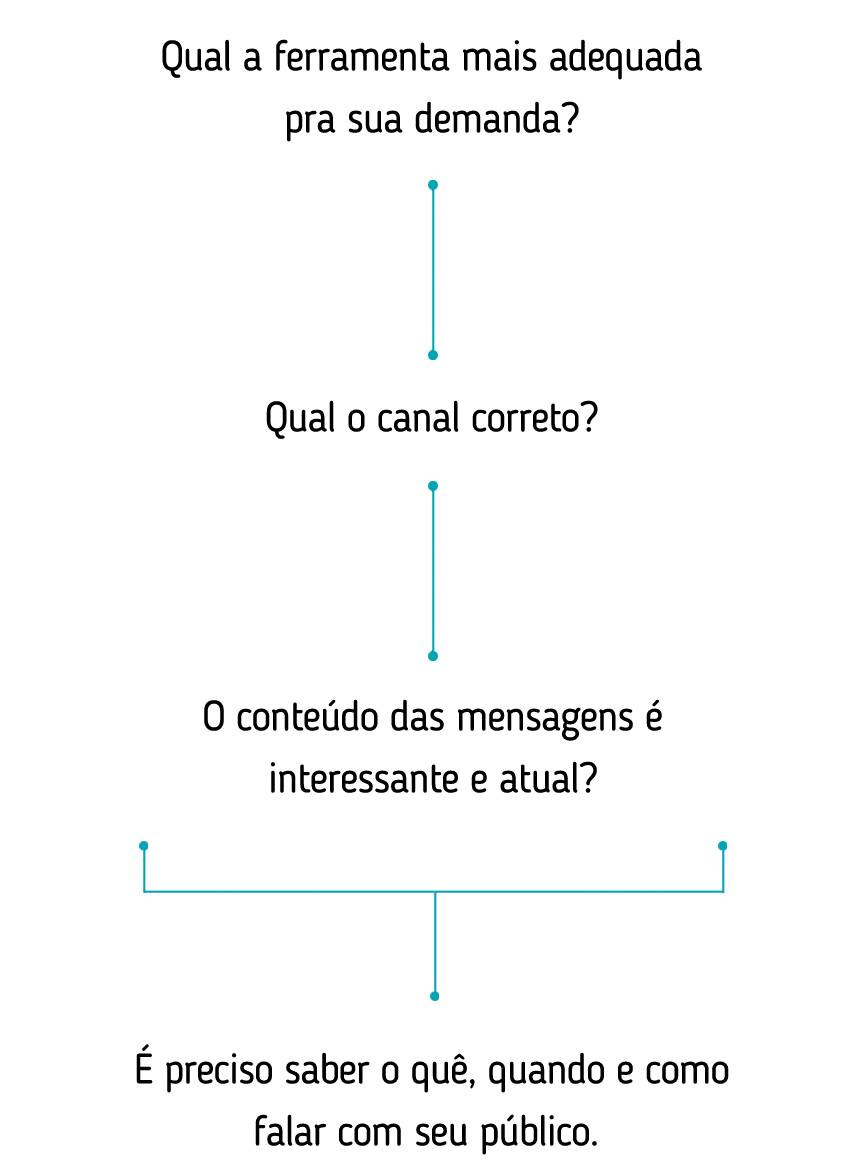 Qual a ferramenta mais adequada
pra sua demanda?
Qual o canal correto?
O conteúdo das mensagens é
interessante e atual?
É preciso saber o quê, quando e como
falar com seu público.